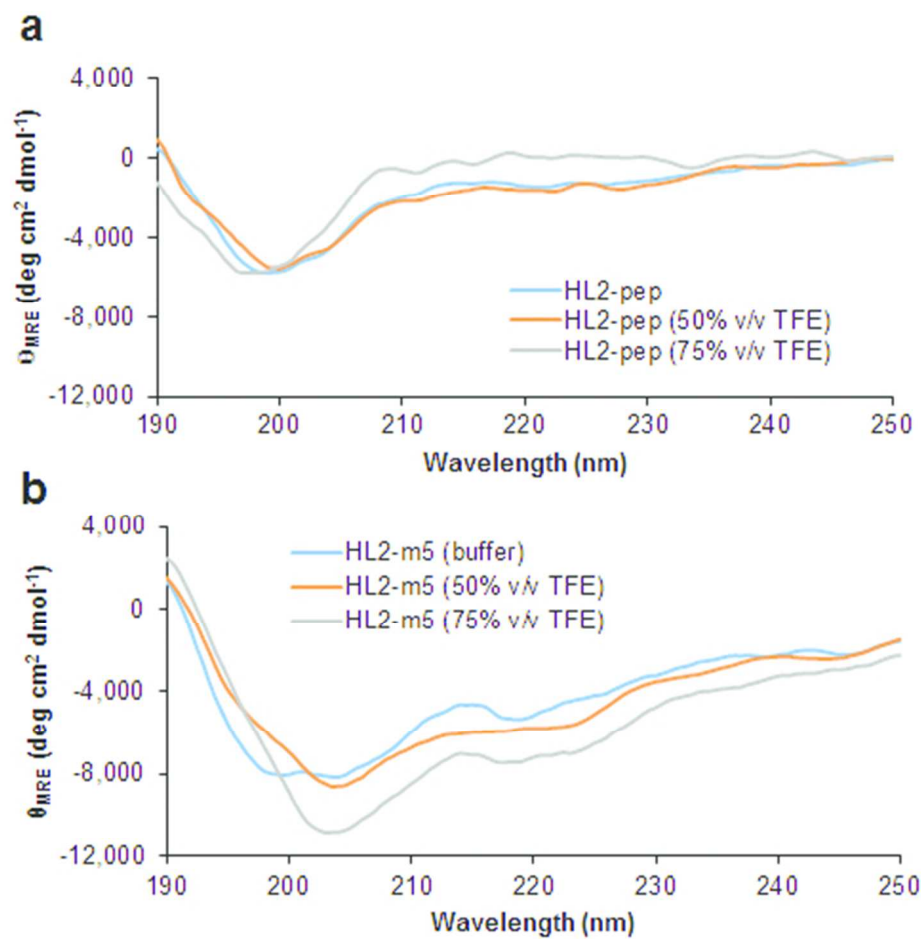 a
4,000
0
-4,000
-8,000
-12,000
θMRE (deg cm² dmol⁻¹)
HL2-pep
HL2-pep (50% v/v TFE)
HL2-pep (75% v/v TFE)
190 200 210 220 230 240 250
Wavelength (nm)
b
4,000
0
-4,000
-8,000
-12,000
θMRE (deg cm² dmol⁻¹)
HL2-m5 (buffer)
HL2-m5 (50% v/v TFE)
HL2-m5 (75% v/v TFE)
190 200 210 220 230 240 250
Wavelength (nm)